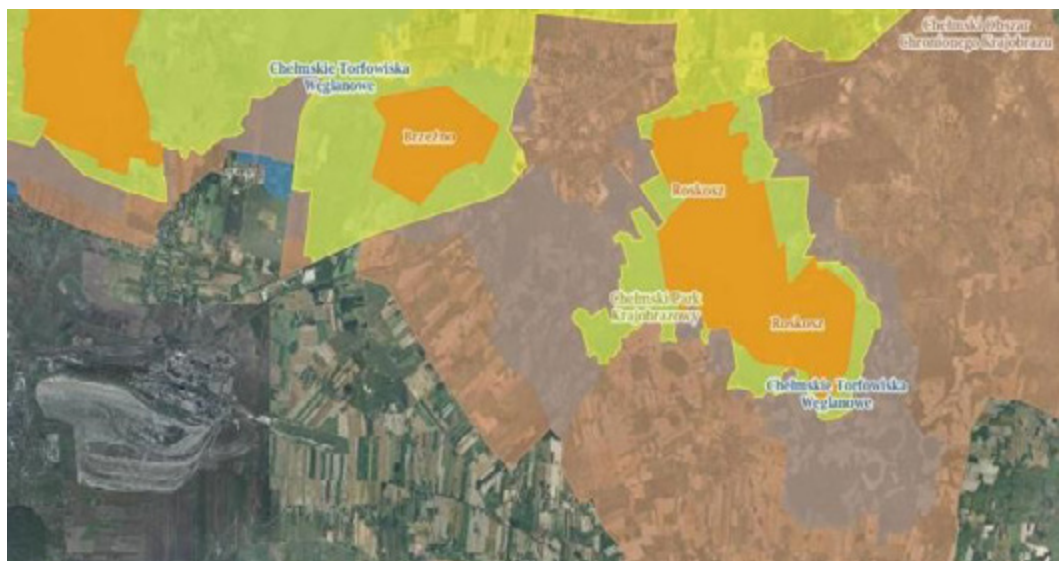 Chełmski Obszar
Chronionego Krajobrazu
Chełmskie Torfowiska
Węglanowe
Brzeźno
Roskosz
Chełmski Park
Krajobrazowy
Roskosz
Chełmskie Torfowiska
Węglanowe